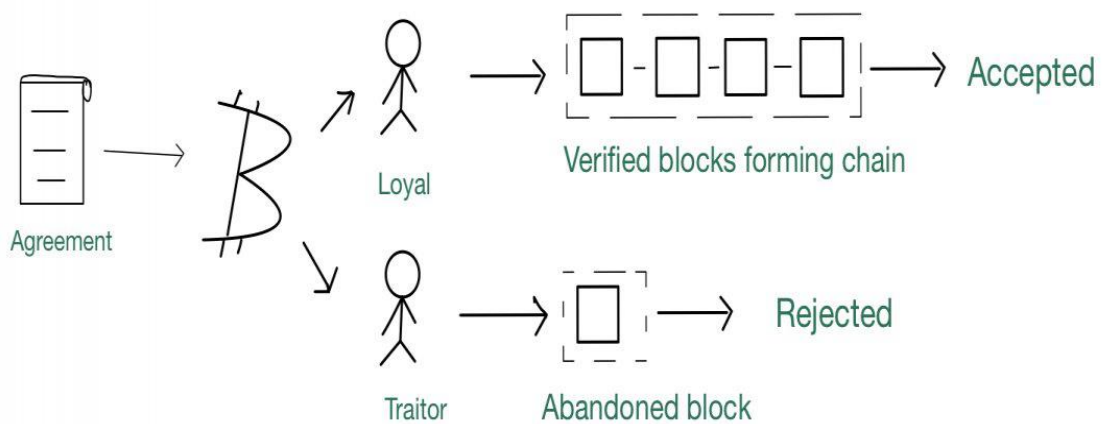 Agreement
Loyal
Verified blocks forming chain
Accepted
Traitor
Abandoned block
Rejected